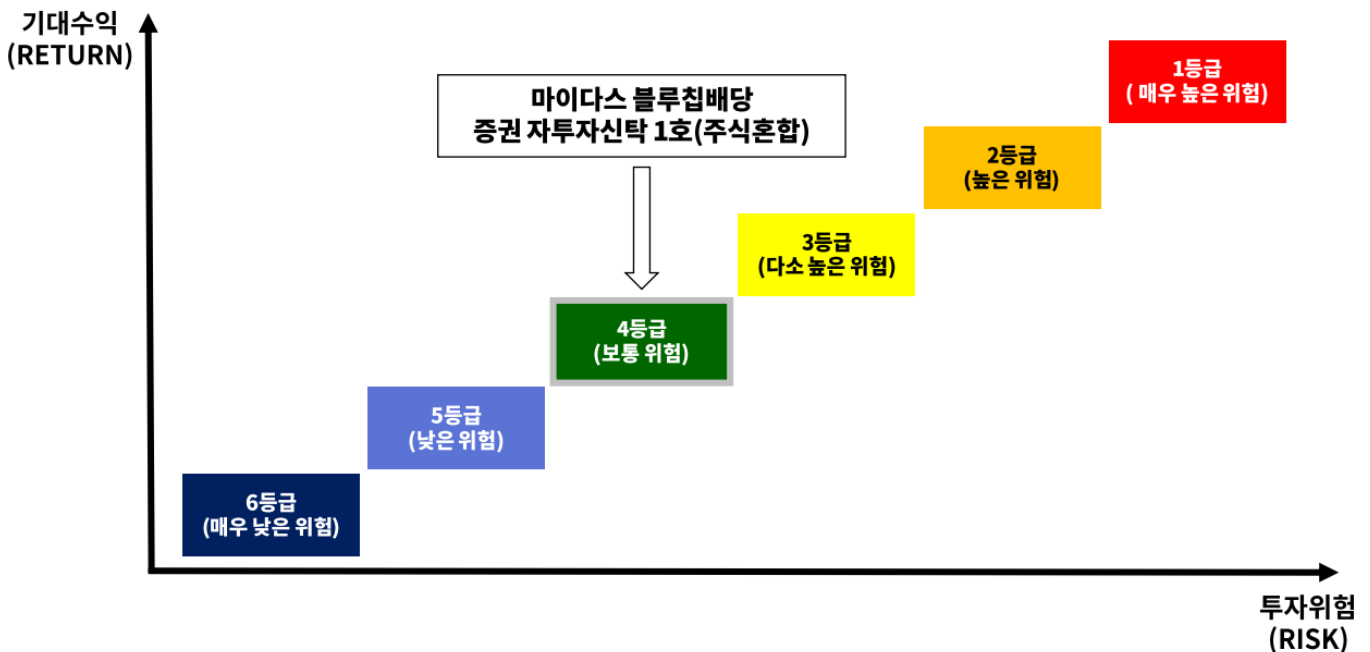 기대수익
(RETURN)
마이다스 블루칩배당
증권 자투자신탁 1호(주식혼합)
1등급
( 매우 높은 위험)
2등급
(높은 위험)
3등급
(다소 높은 위험)
4등급
(보통 위험)
5등급
(낮은 위험)
6등급
(매우 낮은 위험)
투자위험
(RISK)